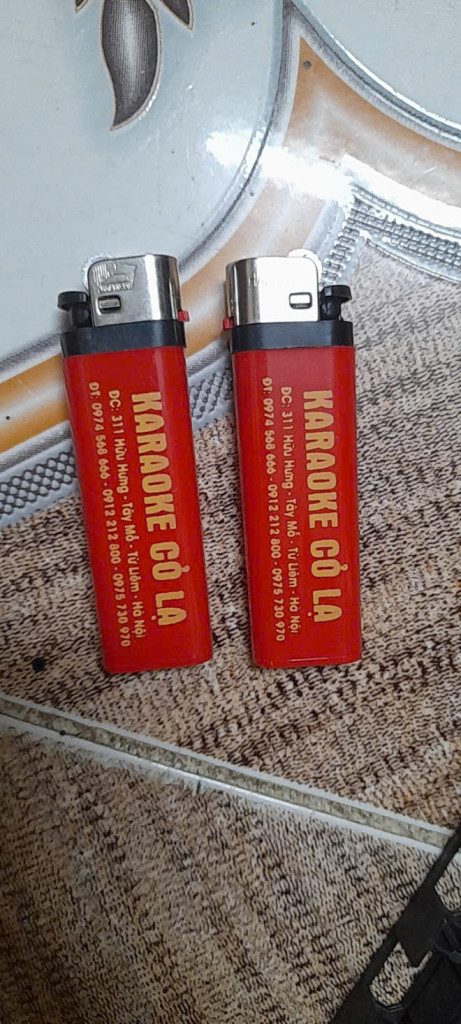 KARAOKE CỎ LẠ
ĐC: 311 Hữu Hưng - Tây Mỗ - Từ Liêm - Hà Nội
ĐT: 0974 568 666 - 0912 212 800 - 0975 730 970
KARAOKE CỎ LẠ
ĐC: 311 Hữu Hưng - Tây Mỗ - Từ Liêm - Hà Nội
ĐT: 0974 568 666 - 0912 212 800 - 0975 730 970